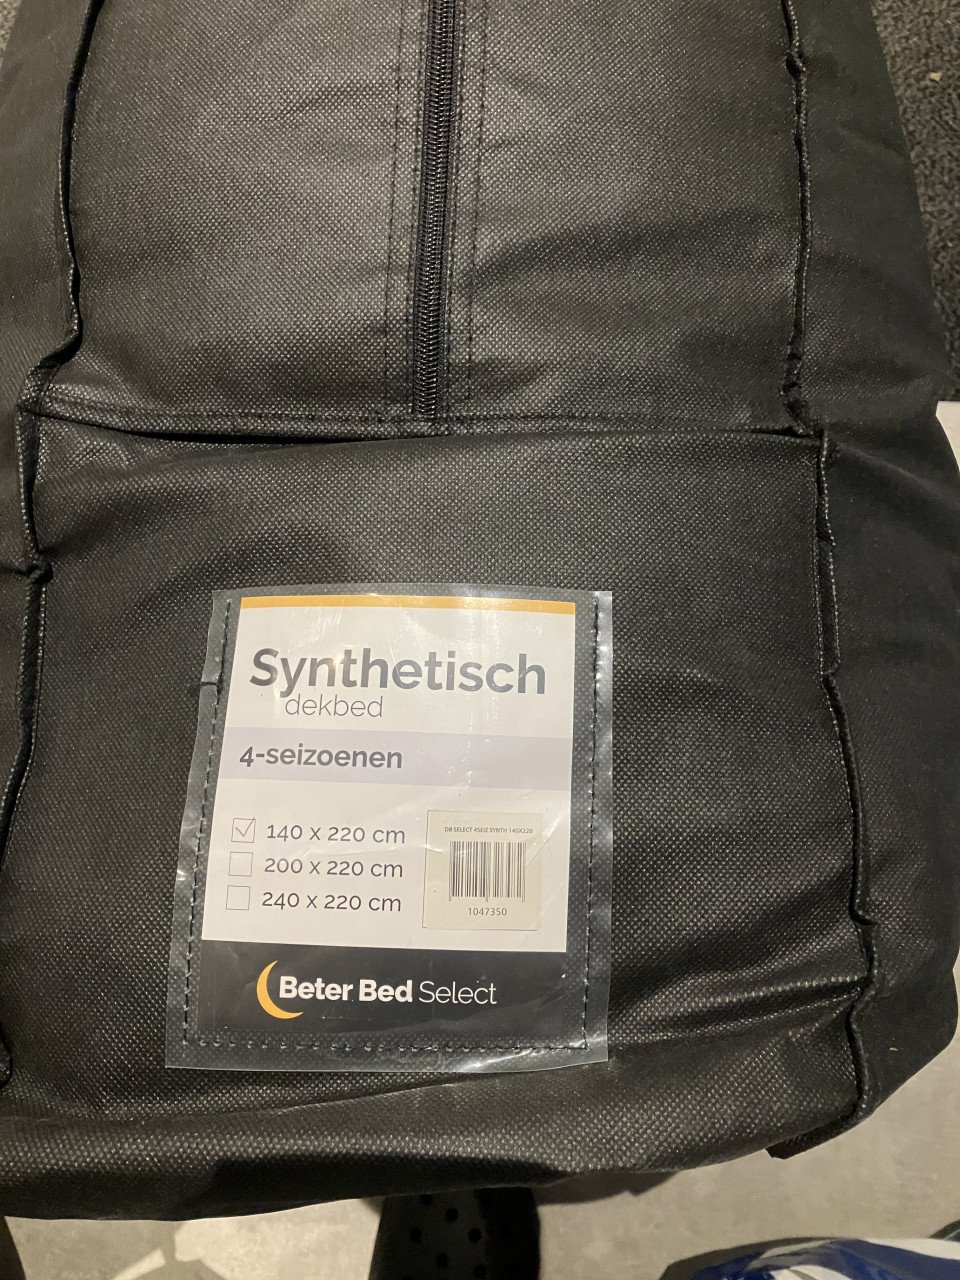 Synthetisch
dekbed
4-seizoenen
140 x 220 cm
200 x 220 cm
240 x 220 cm
DB SELECT 4SEIZ SYNTH 140X220
1047350
Beter Bed Select